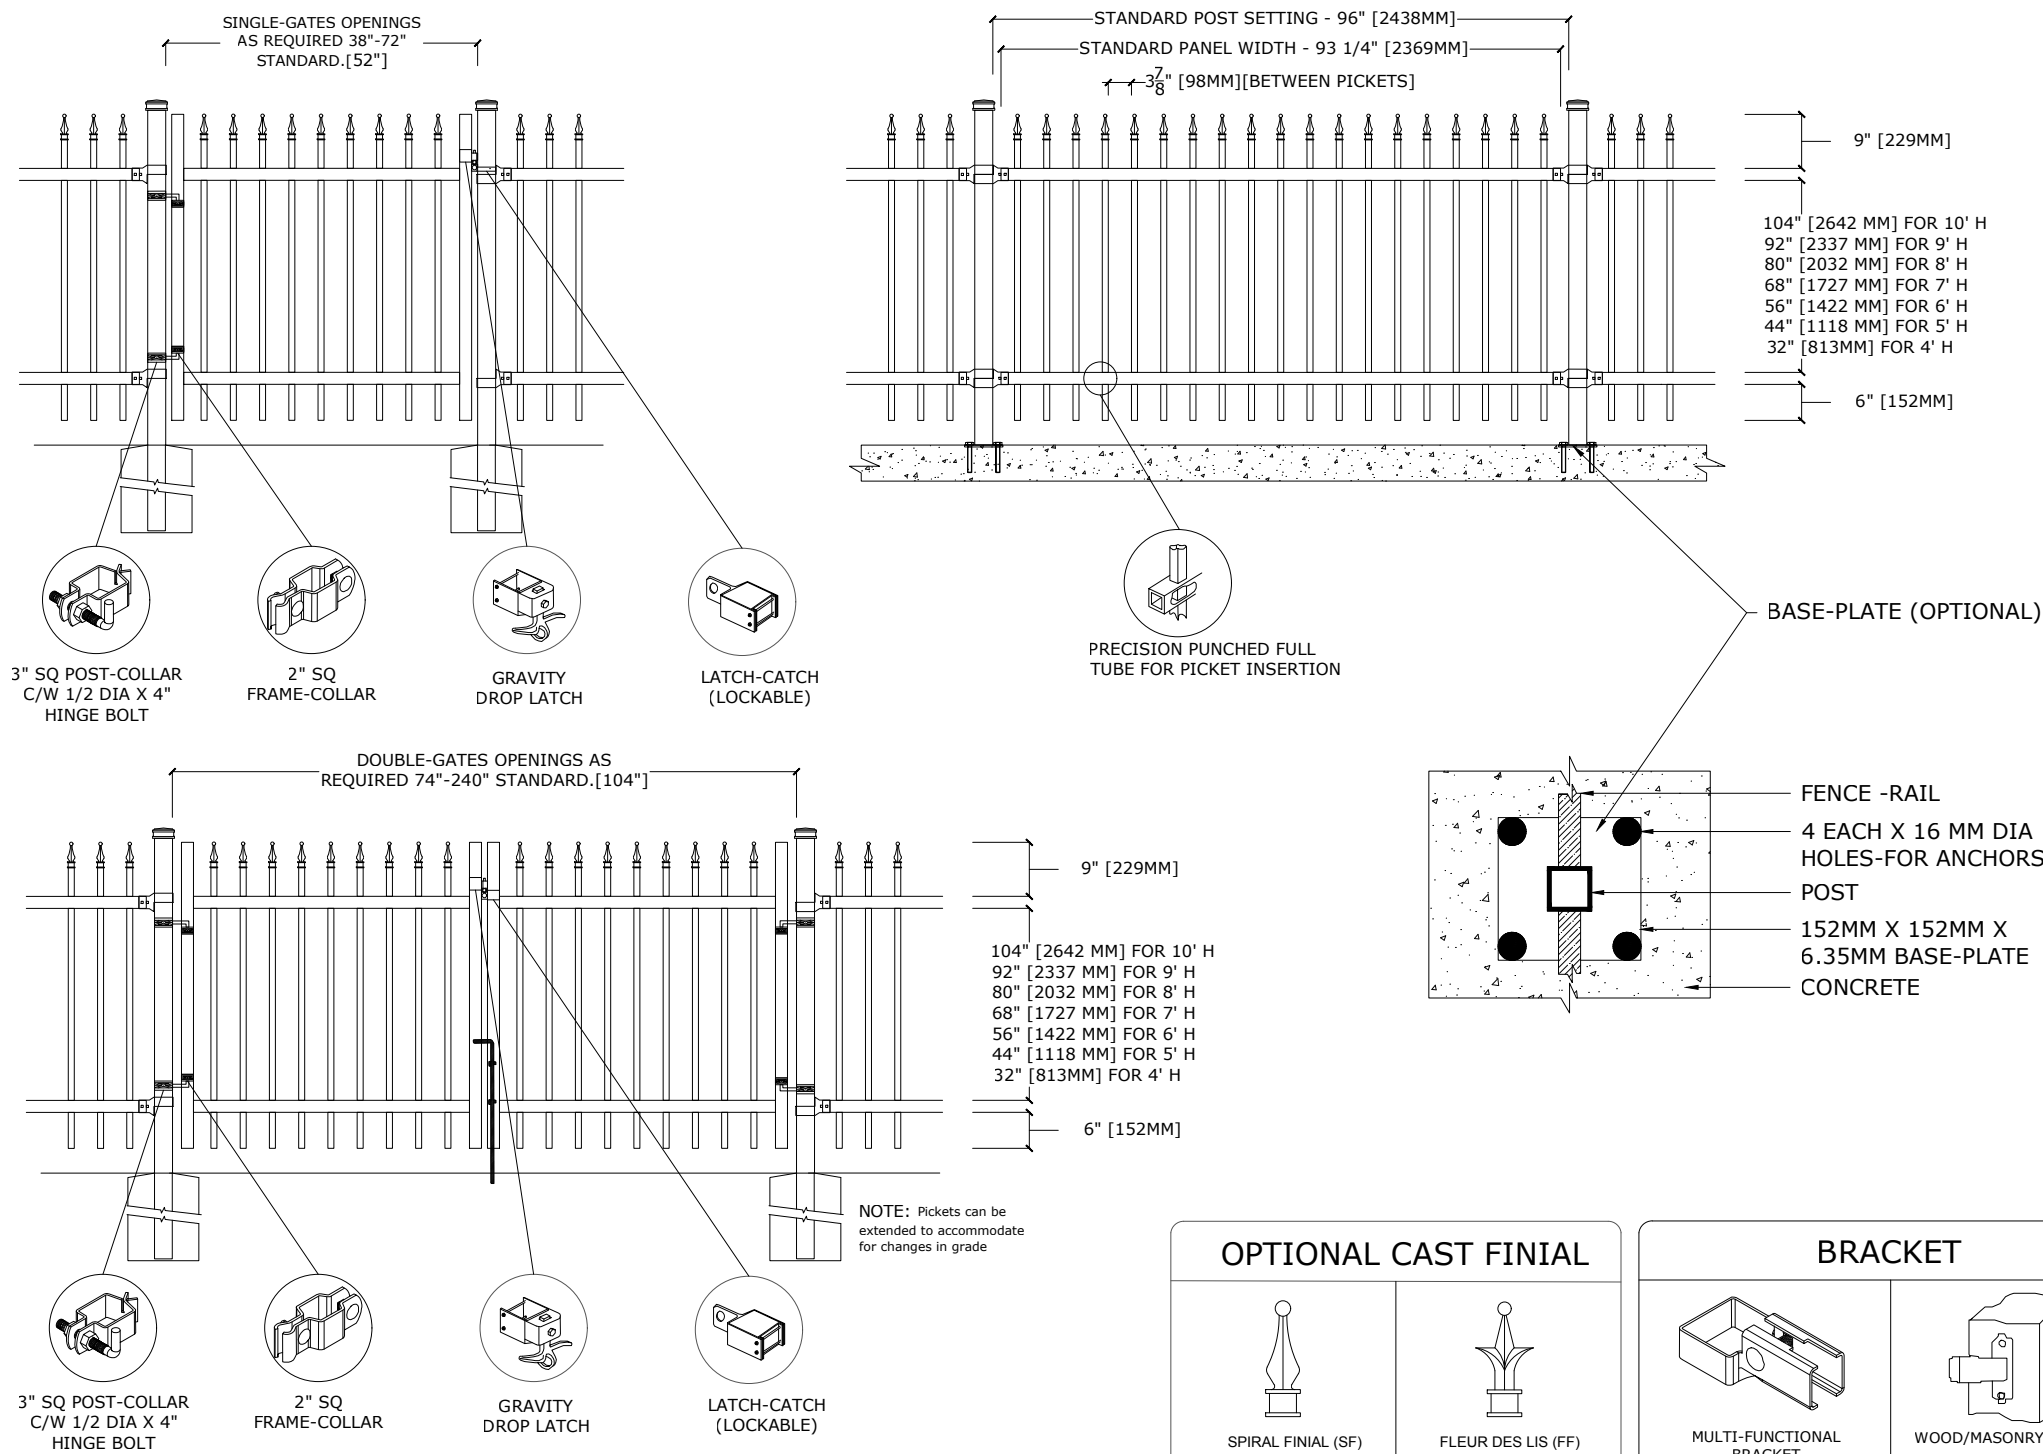 SINGLE-GATES OPENINGS
AS REQUIRED 38"-72"
STANDARD.[52"]
STANDARD POST SETTING - 96" [2438MM]
STANDARD PANEL WIDTH - 93 1/4" [2369MM]
3 7/8" [98MM][BETWEEN PICKETS]
9" [229MM]
104" [2642 MM] FOR 10' H
92" [2337 MM] FOR 9' H
80" [2032 MM] FOR 8' H
68" [1727 MM] FOR 7' H
56" [1422 MM] FOR 6' H
44" [1118 MM] FOR 5' H
32" [813MM] FOR 4' H
6" [152MM]
3" SQ POST-COLLAR
C/W 1/2 DIA X 4"
HINGE BOLT
2" SQ
FRAME-COLLAR
GRAVITY
DROP LATCH
LATCH-CATCH
(LOCKABLE)
PRECISION PUNCHED FULL
TUBE FOR PICKET INSERTION
BASE-PLATE (OPTIONAL)
FENCE -RAIL
4 EACH X 16 MM DIA
HOLES-FOR ANCHORS
POST
152MM X 152MM X
6.35MM BASE-PLATE
CONCRETE
DOUBLE-GATES OPENINGS AS
REQUIRED 74"-240" STANDARD.[104"]
9" [229MM]
104" [2642 MM] FOR 10' H
92" [2337 MM] FOR 9' H
80" [2032 MM] FOR 8' H
68" [1727 MM] FOR 7' H
56" [1422 MM] FOR 6' H
44" [1118 MM] FOR 5' H
32" [813MM] FOR 4' H
6" [152MM]
NOTE: Pickets can be
extended to accommodate
for changes in grade
3" SQ POST-COLLAR
C/W 1/2 DIA X 4"
HINGE BOLT
2" SQ
FRAME-COLLAR
GRAVITY
DROP LATCH
LATCH-CATCH
(LOCKABLE)
OPTIONAL CAST FINIAL
SPIRAL FINIAL (SF)
FLEUR DES LIS (FF)
BRACKET
MULTI-FUNCTIONAL
BRACKET
WOOD/MASONRY